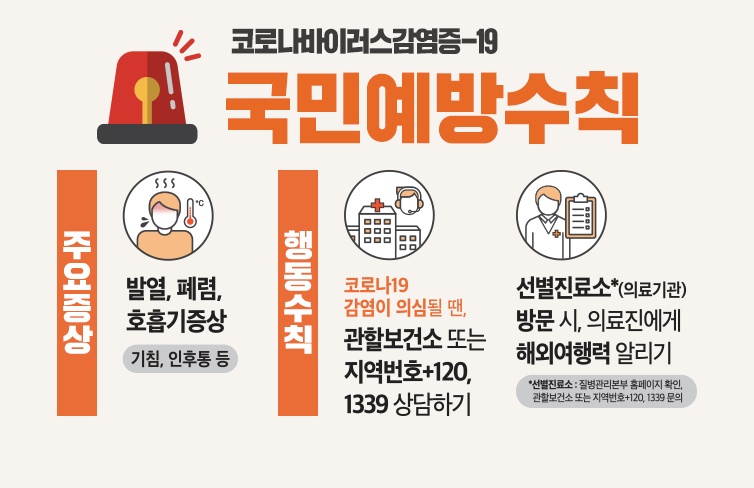 코로나바이러스감염증-19
국민예방수칙
주요증상
°C
발열, 폐렴,
호흡기증상
기침, 인후통 등
행동수칙
코로나19
감염이 의심될 땐,
관할보건소 또는
지역번호+120,
1339 상담하기
선별진료소*(의료기관)
방문 시, 의료진에게
해외여행력 알리기
*선별진료소 : 질병관리본부 홈페이지 확인,
관할보건소 또는 지역번호+120, 1339 문의